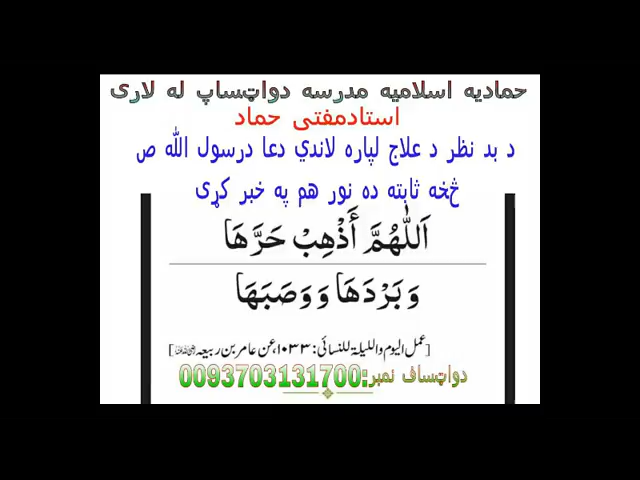 حمادیه اسلامیه مدرسه دواټساپ له لاری
استادمفتی حماد
د بد نظر د علاج لپاره لاندي دعا درسول الله ص
څخه ثابته ده نور هم په خبر کړی
اَللّٰهُمَّ أَذْهِبْ حَرَّهَا
وَبَرْدَهَا وَوَصَبَهَا
[عمل الیوم واللیلة للنسائی: ۱۰۳۳، عن عامر بن ربیعہ]
دواټساف نمبر:0093703131700